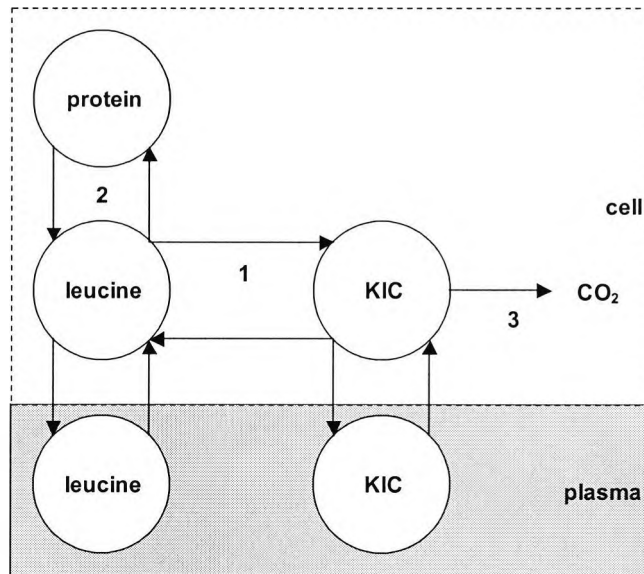 protein
2
cell
leucine
1
KIC
3
CO₂
leucine
KIC
plasma